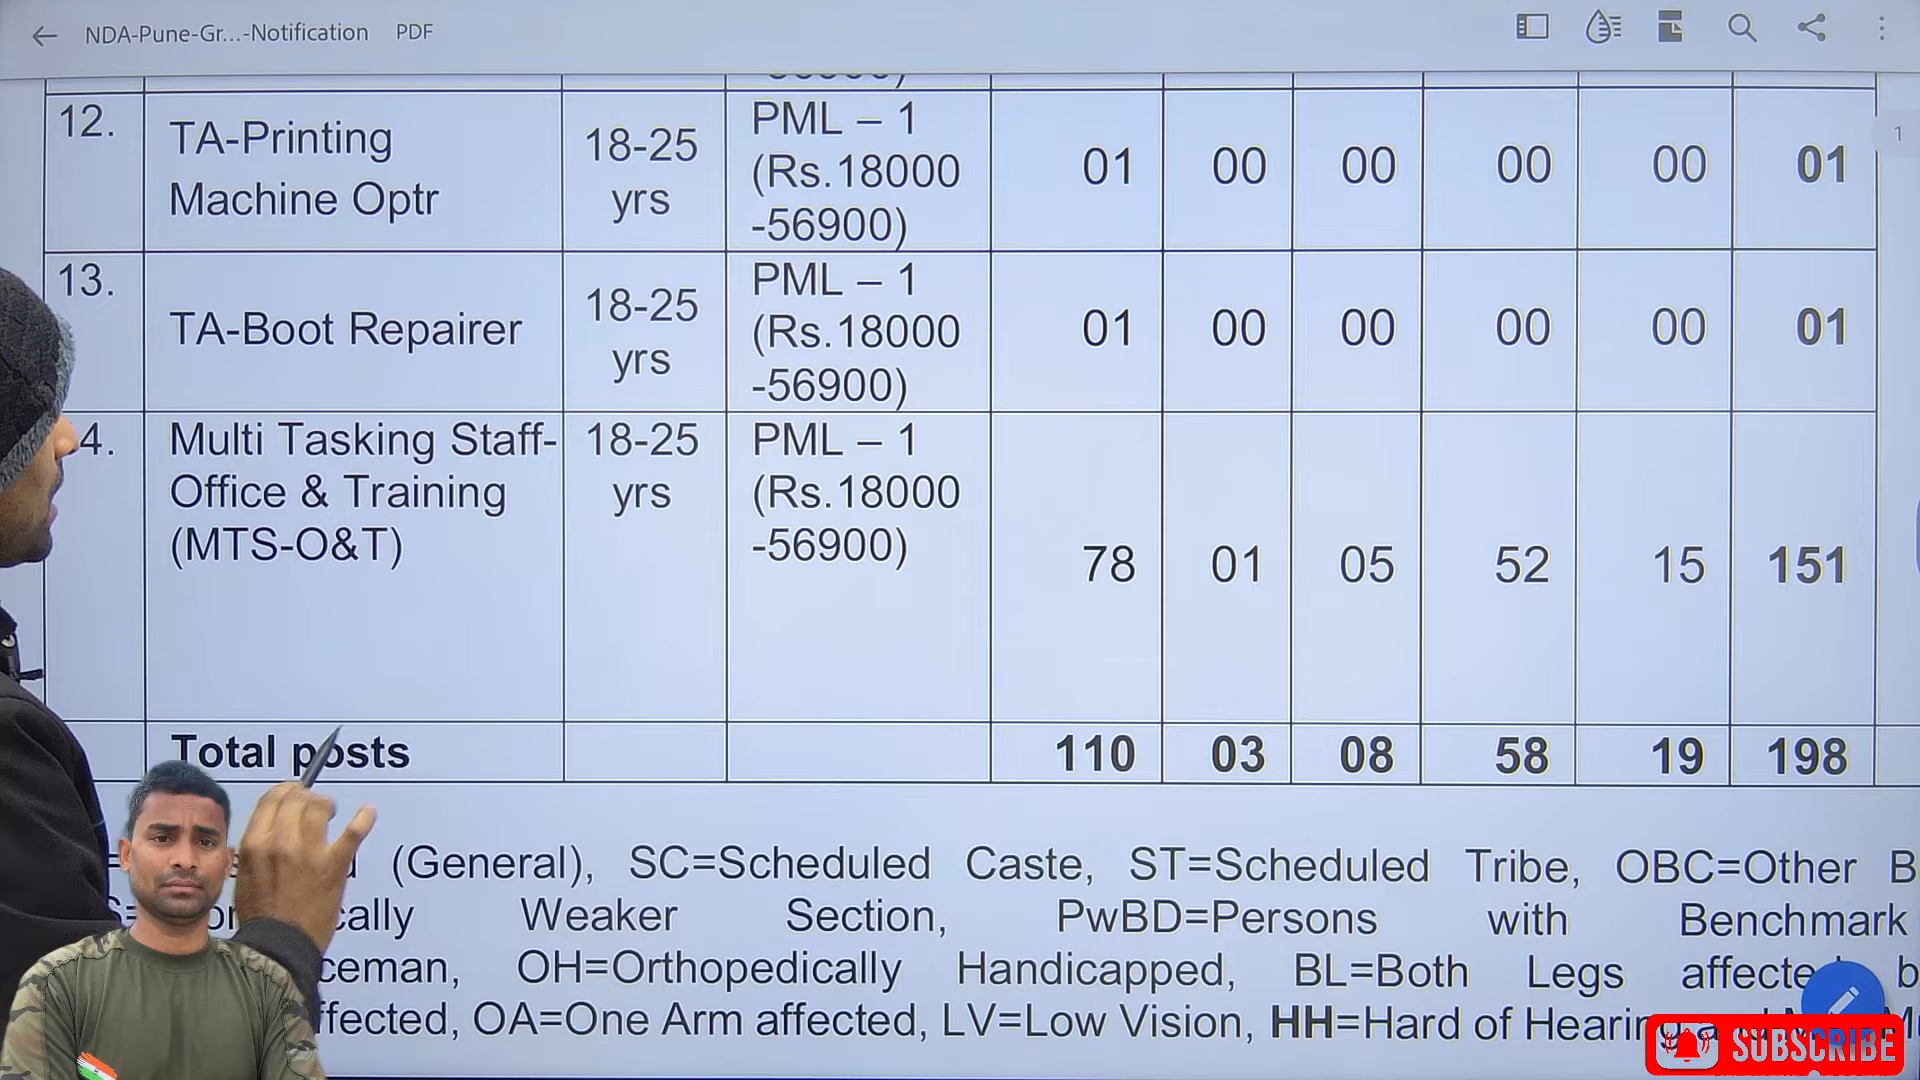 NDA-Pune-Gr...-Notification PDF
12. TA-Printing Machine Optr 18-25 yrs PML – 1 (Rs.18000 -56900) 01 00 00 00 00 01
1
13. TA-Boot Repairer 18-25 yrs PML – 1 (Rs.18000 -56900) 01 00 00 00 00 01
4. Multi Tasking Staff- Office & Training (MTS-O&T) 18-25 yrs PML – 1 (Rs.18000 -56900) 78 01 05 52 15 151
Total posts 110 03 08 58 19 198
(General), SC=Scheduled Caste, ST=Scheduled Tribe, OBC=Other B
Weaker Section, PwBD=Persons with Benchmark
OH=Orthopedically Handicapped, BL=Both Legs
OA=One Arm affected, LV=Low Vision, HH=Hard of Hearing
SUBSCRIBE